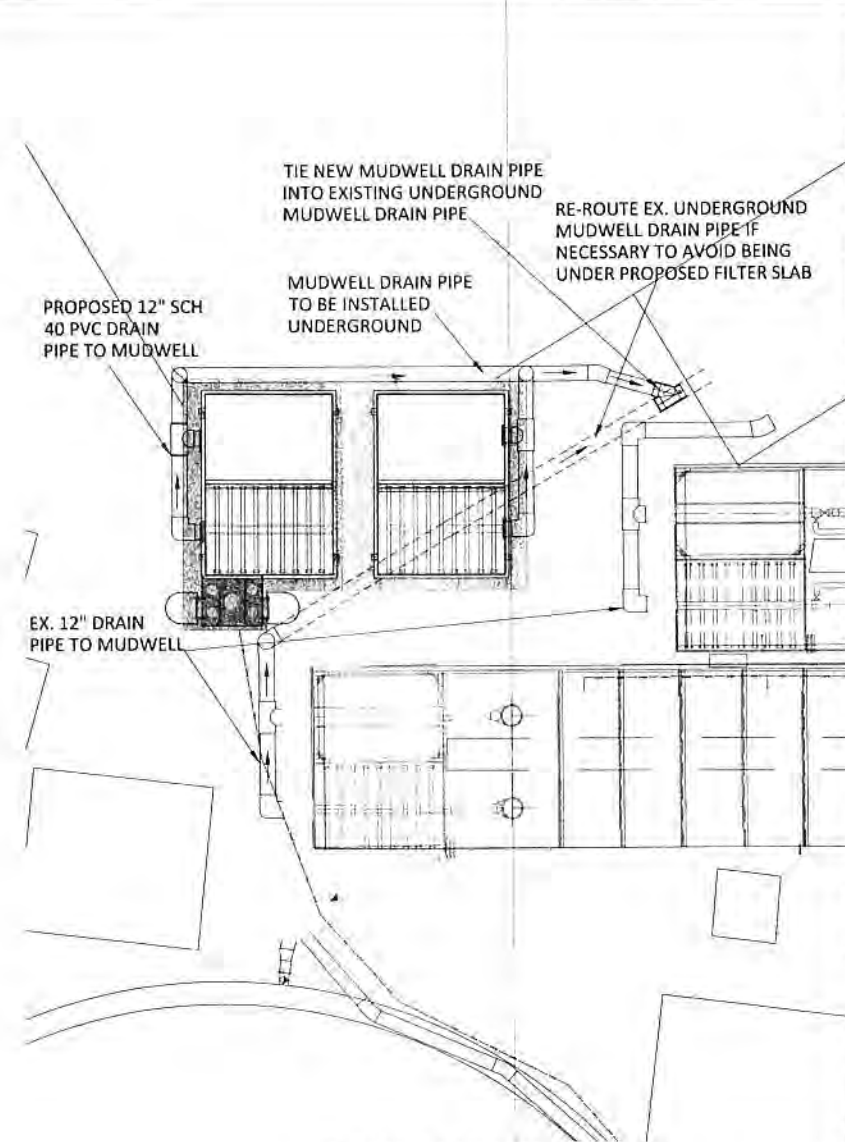 TIE NEW MUDWELL DRAIN PIPE
INTO EXISTING UNDERGROUND
MUDWELL DRAIN PIPE
RE-ROUTE EX. UNDERGROUND
MUDWELL DRAIN PIPE IF
NECESSARY TO AVOID BEING
UNDER PROPOSED FILTER SLAB
MUDWELL DRAIN PIPE
TO BE INSTALLED
UNDERGROUND
PROPOSED 12" SCH
40 PVC DRAIN
PIPE TO MUDWELL
EX. 12" DRAIN
PIPE TO MUDWELL